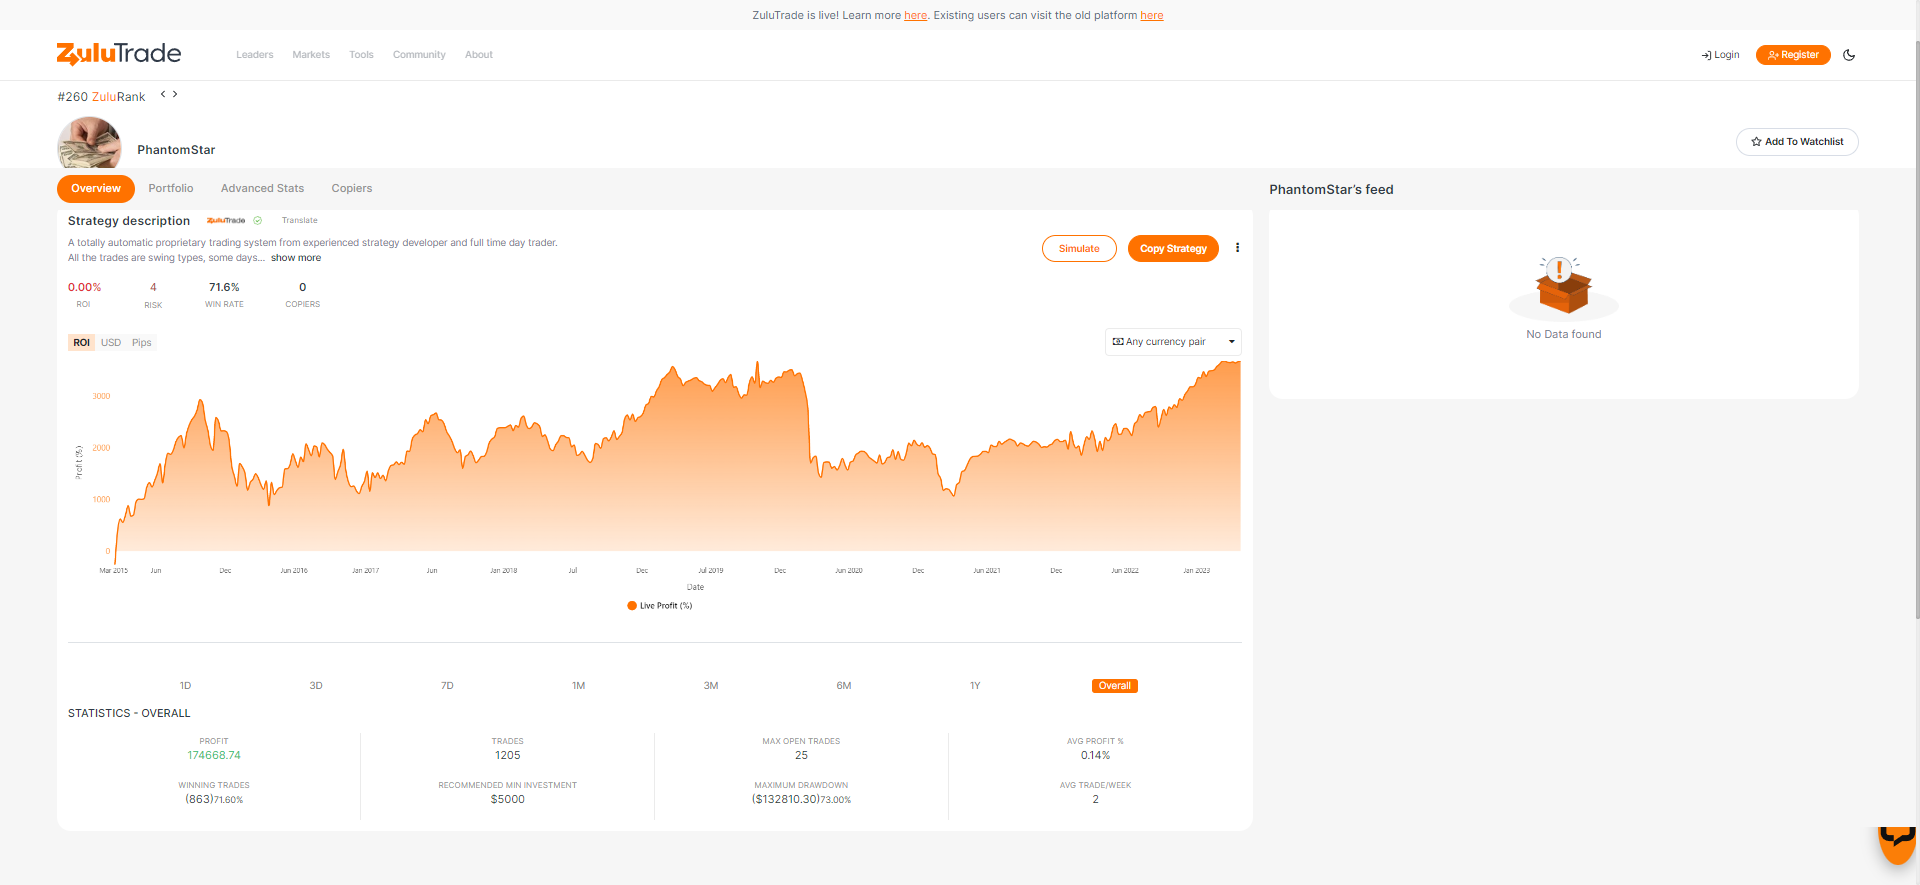 ZuluTrade is live! Learn more here. Existing users can visit the old platform here
ZuluTrade
Leaders
Markets
Tools
Community
About
Login
Register
#260 ZuluRank
PhantomStar
Add To Watchlist
Overview
Portfolio
Advanced Stats
Copiers
PhantomStar's feed
Strategy description
ZuluTrade
Translate
A totally automatic proprietary trading system from experienced strategy developer and full time day trader.
All the trades are swing types, some days... show more
Simulate
Copy Strategy
0.00%
4
71.6%
0
ROI
RISK
WIN RATE
COPIERS
No Data found
ROI
USD
Pips
Any currency pair
3000
2000
1000
0
Profit (%)
Mar 2015
Jun
Dec
Jun 2016
Jan 2017
Jun
Jan 2018
Jul
Dec
Jul 2019
Dec
Jun 2020
Dec
Jun 2021
Dec
Jun 2022
Jan 2023
Date
Live Profit (%)
1D
3D
7D
1M
3M
6M
1Y
Overall
STATISTICS - OVERALL
PROFIT
174668.74
TRADES
1205
MAX OPEN TRADES
25
AVG PROFIT %
0.14%
WINNING TRADES
(863)71.60%
RECOMMENDED MIN INVESTMENT
$5000
MAXIMUM DRAWDOWN
($132810.30)73.00%
AVG TRADE/WEEK
2